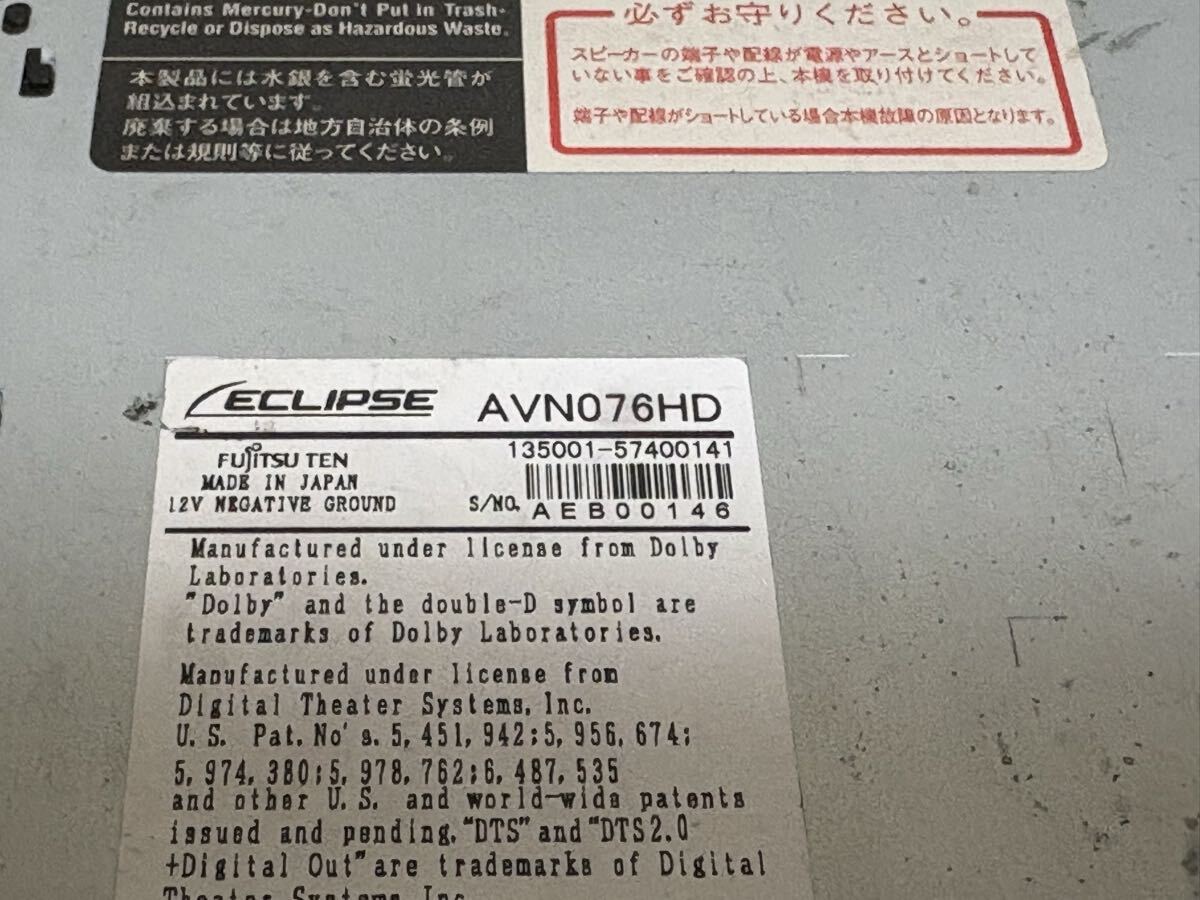 Contains Mercury-Don't Put in Trash-
Recycle or Dispose as Hazardous Waste.
本製品には水銀を含む蛍光管が
組込まれています。
廃棄する場合は地方自治体の条例
または規則等に従ってください。
必ずお守りください。
スピーカーの端子や配線が電源やアースとショートして
いない事をご確認の上、本機を取り付けてください。
端子や配線がショートしている場合本機故障の原因となります。
ECLIPSE AVN076HD
135001-57400141
FUJITSU TEN
MADE IN JAPAN
12V NEGATIVE GROUND
S/NO. AEB00146
Manufactured under license from Dolby
Laboratories.
"Dolby" and the double-D symbol are
trademarks of Dolby Laboratories.
Manufactured under license from
Digital Theater Systems, Inc.
U.S. Pat. No's. 5,451,942;5,956,674;
5,974,380;5,978,762;6,487,535
and other U.S. and world-wide patents
issued and pending. "DTS" and "DTS 2.0
+Digital Out" are trademarks of Digital
Theater Systems, Inc.